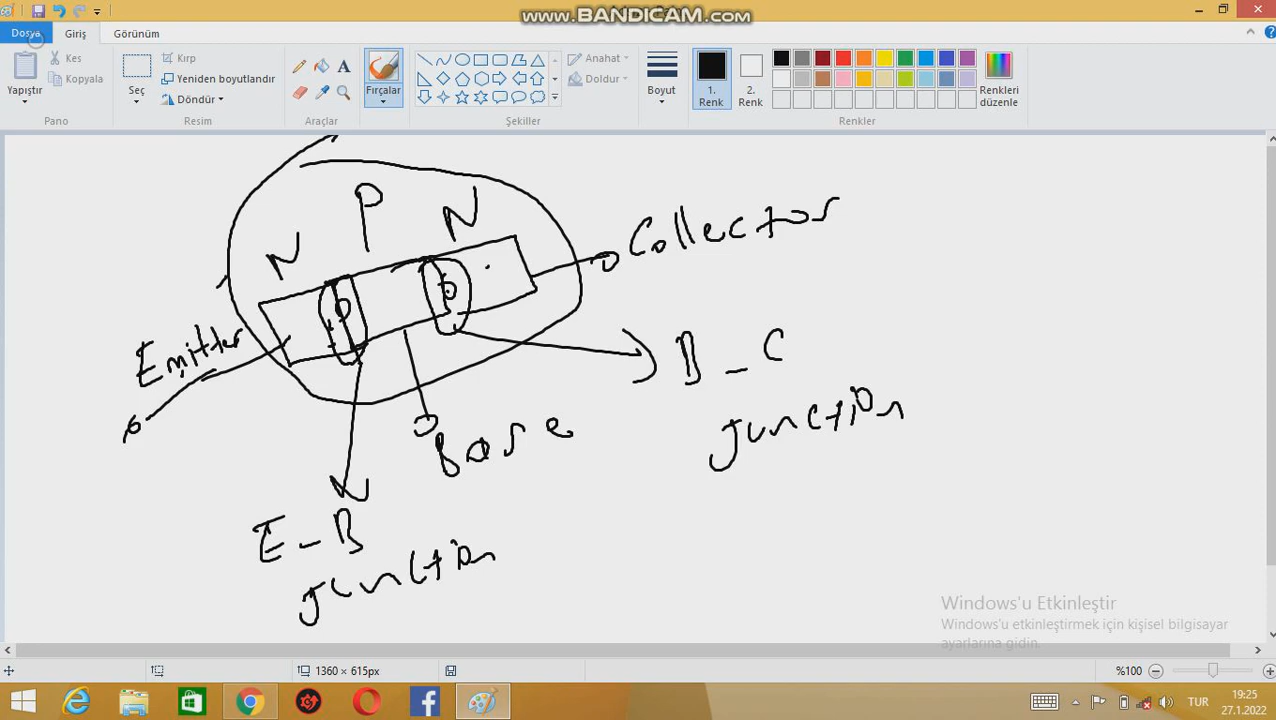 www.BANDICAM.com
Dosya Giriş Görünüm
Yapıştır
Kes
Kopyala
Pano
Seç
Kırp
Yeniden boyutlandır
Döndür
Resim
A
Araçlar
Fırçalar
Anahat
Doldur
Şekiller
Boyut
1. Renk
2. Renk
Renkleri düzenle
Renkler
N P N
Collector
Emitter
B_C
junction
Base
E-B
junction
Windows'u Etkinleştir
Windows'u etkinleştirmek için kişisel bilgisayar
ayarlarına gidin.
1360 × 615px
%100
TUR
19:25
27.1.2022